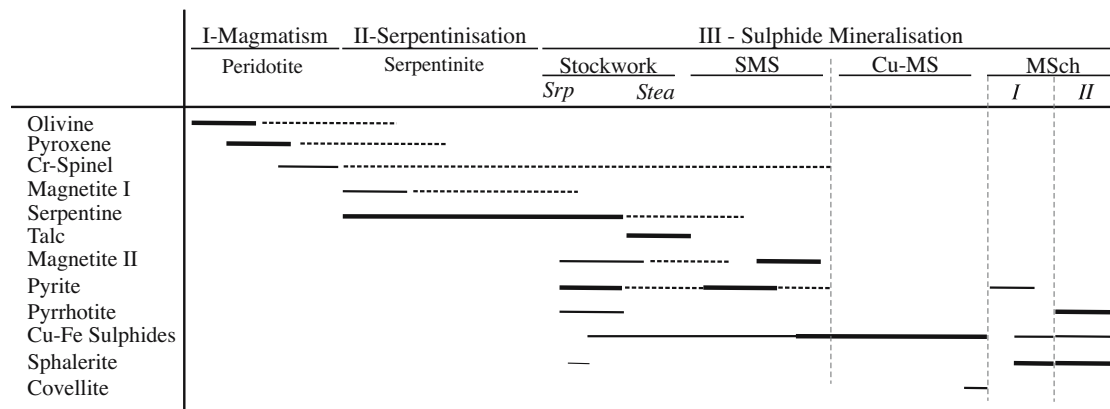 I-Magmatism II-Serpentinisation III - Sulphide Mineralisation
Peridotite Serpentinite Stockwork SMS Cu-MS MSch
Srp Stea I II
Olivine
Pyroxene
Cr-Spinel
Magnetite I
Serpentine
Talc
Magnetite II
Pyrite
Pyrrhotite
Cu-Fe Sulphides
Sphalerite
Covellite